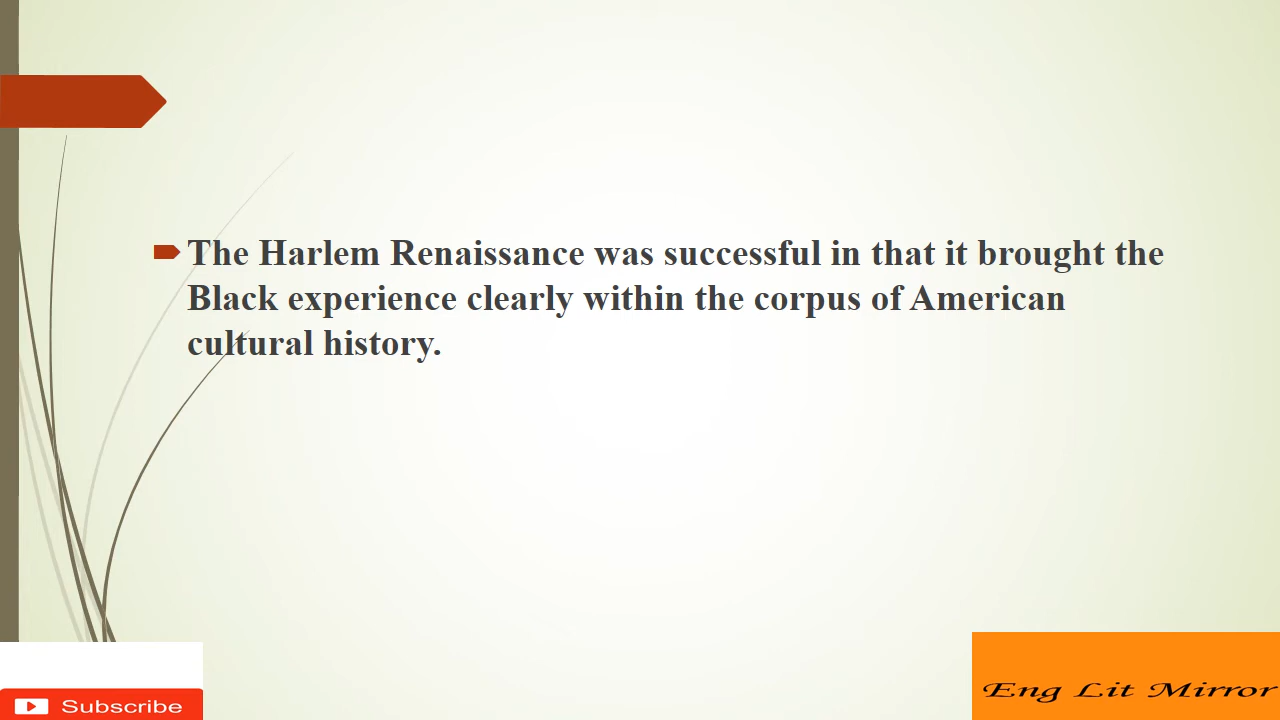 The Harlem Renaissance was successful in that it brought the
Black experience clearly within the corpus of American
cultural history.
Subscribe
Eng Lit Mirror